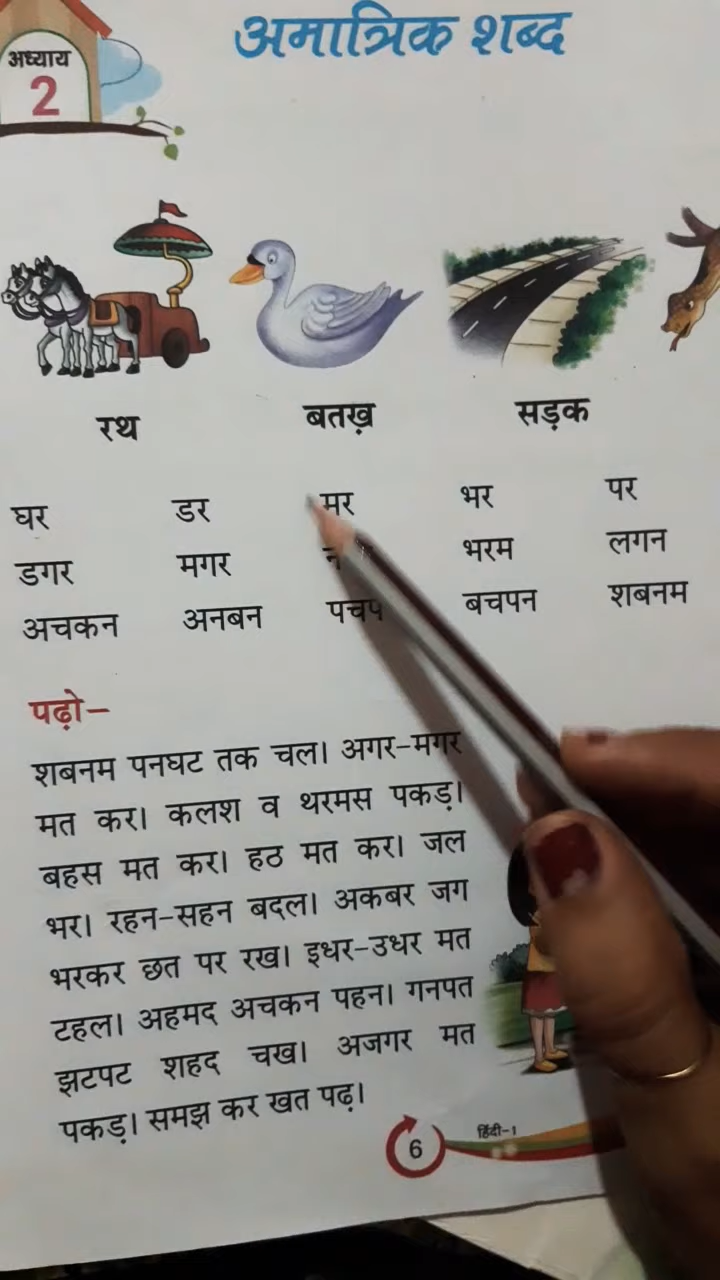 अध्याय
2
अमात्रिक शब्द
रथ बतख़ सड़क
घर डर मर भर पर
डगर मगर भरम लगन
अचकन अनबन बचपन शबनम
पढ़ो–
शबनम पनघट तक चल। अगर-मगर
मत कर। कलश व थरमस पकड़।
बहस मत कर। हठ मत कर। जल
भर। रहन-सहन बदल। अकबर जग
भरकर छत पर रख। इधर-उधर मत
टहल। अहमद अचकन पहन। गनपत
झटपट शहद चख। अजगर मत
पकड़। समझ कर खत पढ़।
6
हिंदी-1